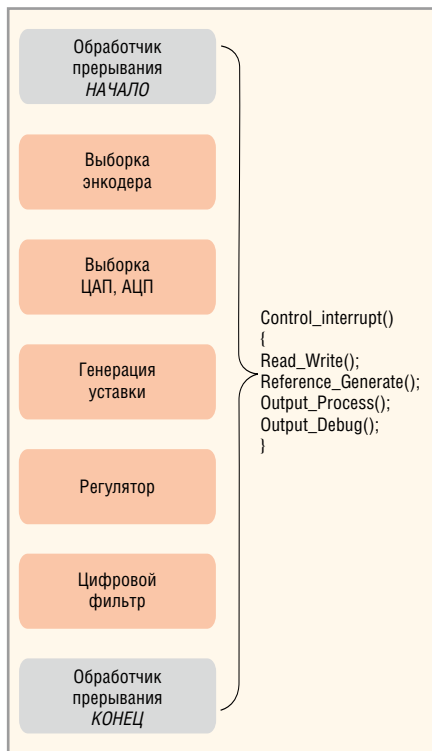 Обработчик
прерывания
НАЧАЛО
Выборка
энкодера
Выборка
ЦАП, АЦП
Генерация
уставки
Регулятор
Цифровой
фильтр
Обработчик
прерывания
КОНЕЦ
Control_interrupt()
{
Read_Write();
Reference_Generate();
Output_Process();
Output_Debug();
}